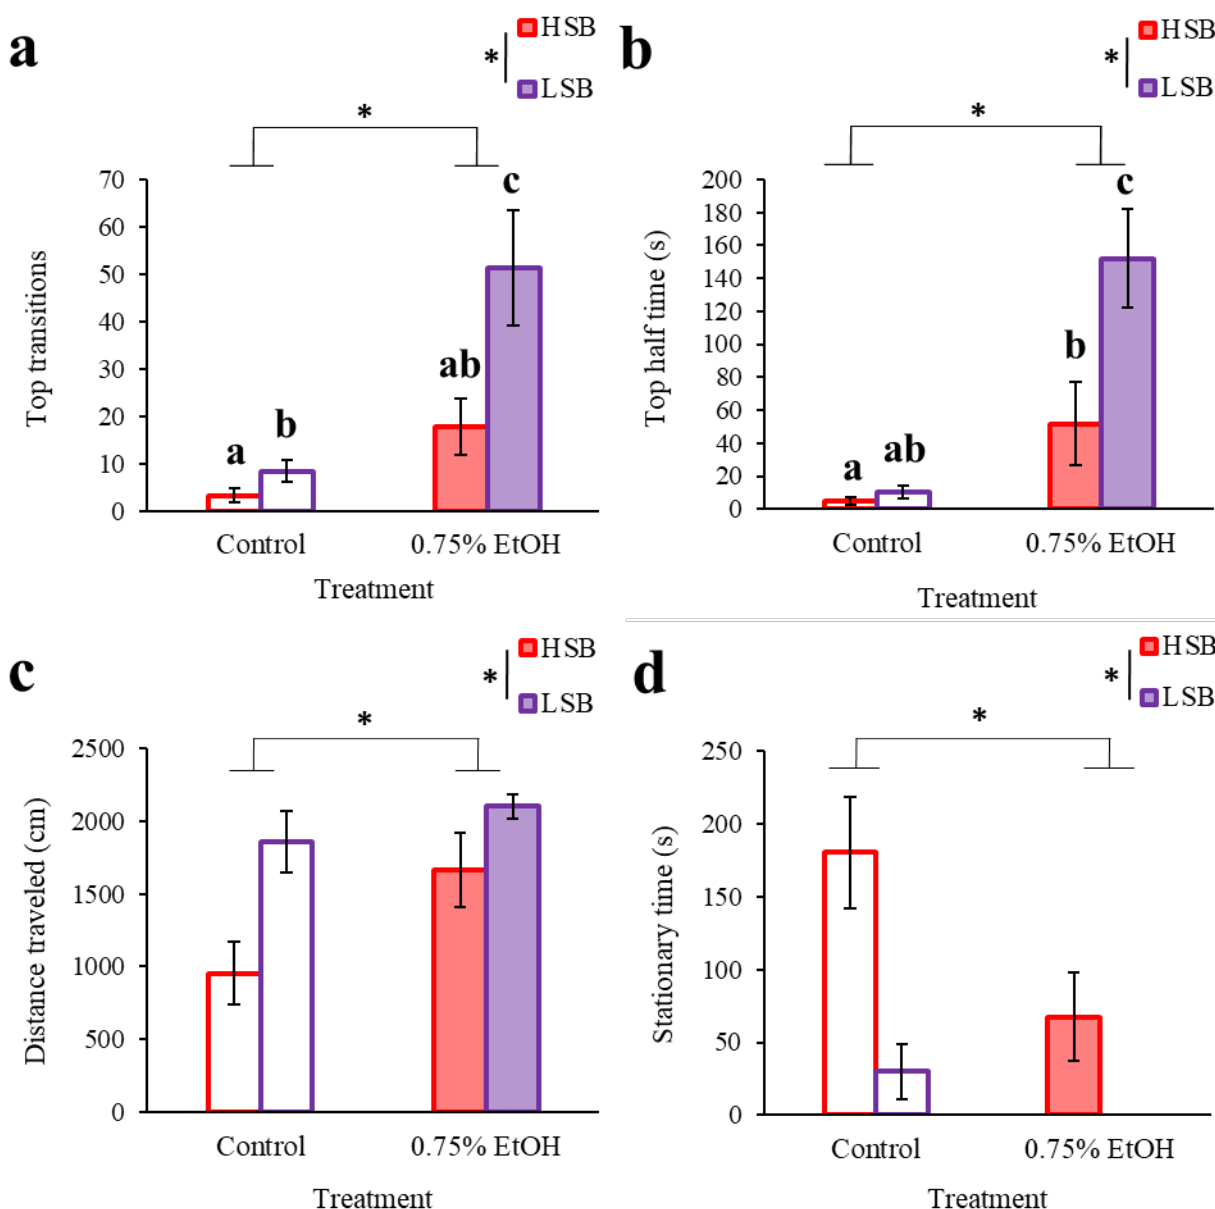 a
HSB
*
LSB
*
70
60
50
40
30
20
10
0
Top transitions
a
b
ab
c
Control
0.75% EtOH
Treatment
b
HSB
*
LSB
*
200
180
160
140
120
100
80
60
40
20
0
Top half time (s)
a
ab
b
c
Control
0.75% EtOH
Treatment
c
HSB
*
LSB
*
2500
2000
1500
1000
500
0
Distance traveled (cm)
Control
0.75% EtOH
Treatment
d
HSB
*
LSB
*
250
200
150
100
50
0
Stationary time (s)
Control
0.75% EtOH
Treatment